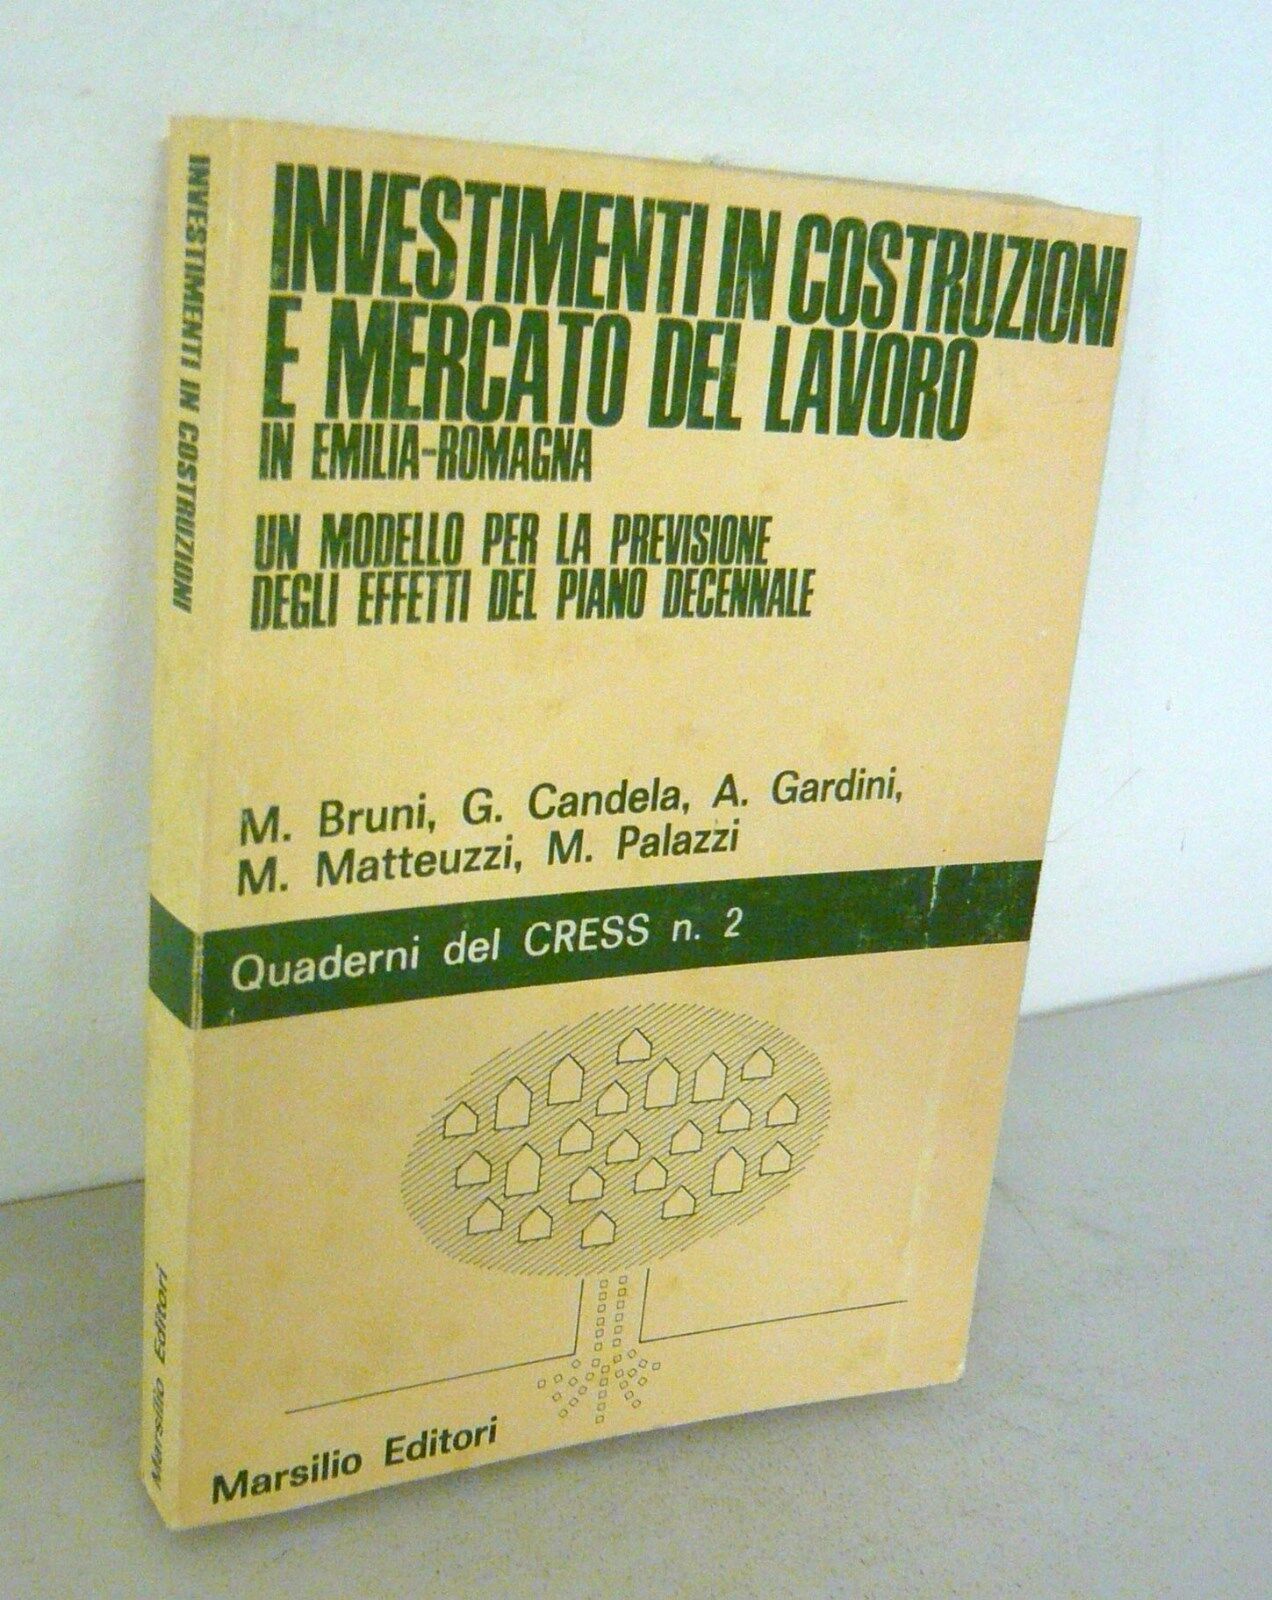 INVESTIMENTI IN COSTRUZIONI
E MERCATO DEL LAVORO
IN EMILIA-ROMAGNA
UN MODELLO PER LA PREVISIONE
DEGLI EFFETTI DEL PIANO DECENNALE
M. Bruni, G. Candela, A. Gardini,
M. Matteuzzi, M. Palazzi
Quaderni del CRESS n. 2
Marsilio Editori
INVESTIMENTI IN COSTRUZIONI
Marsilio Editori